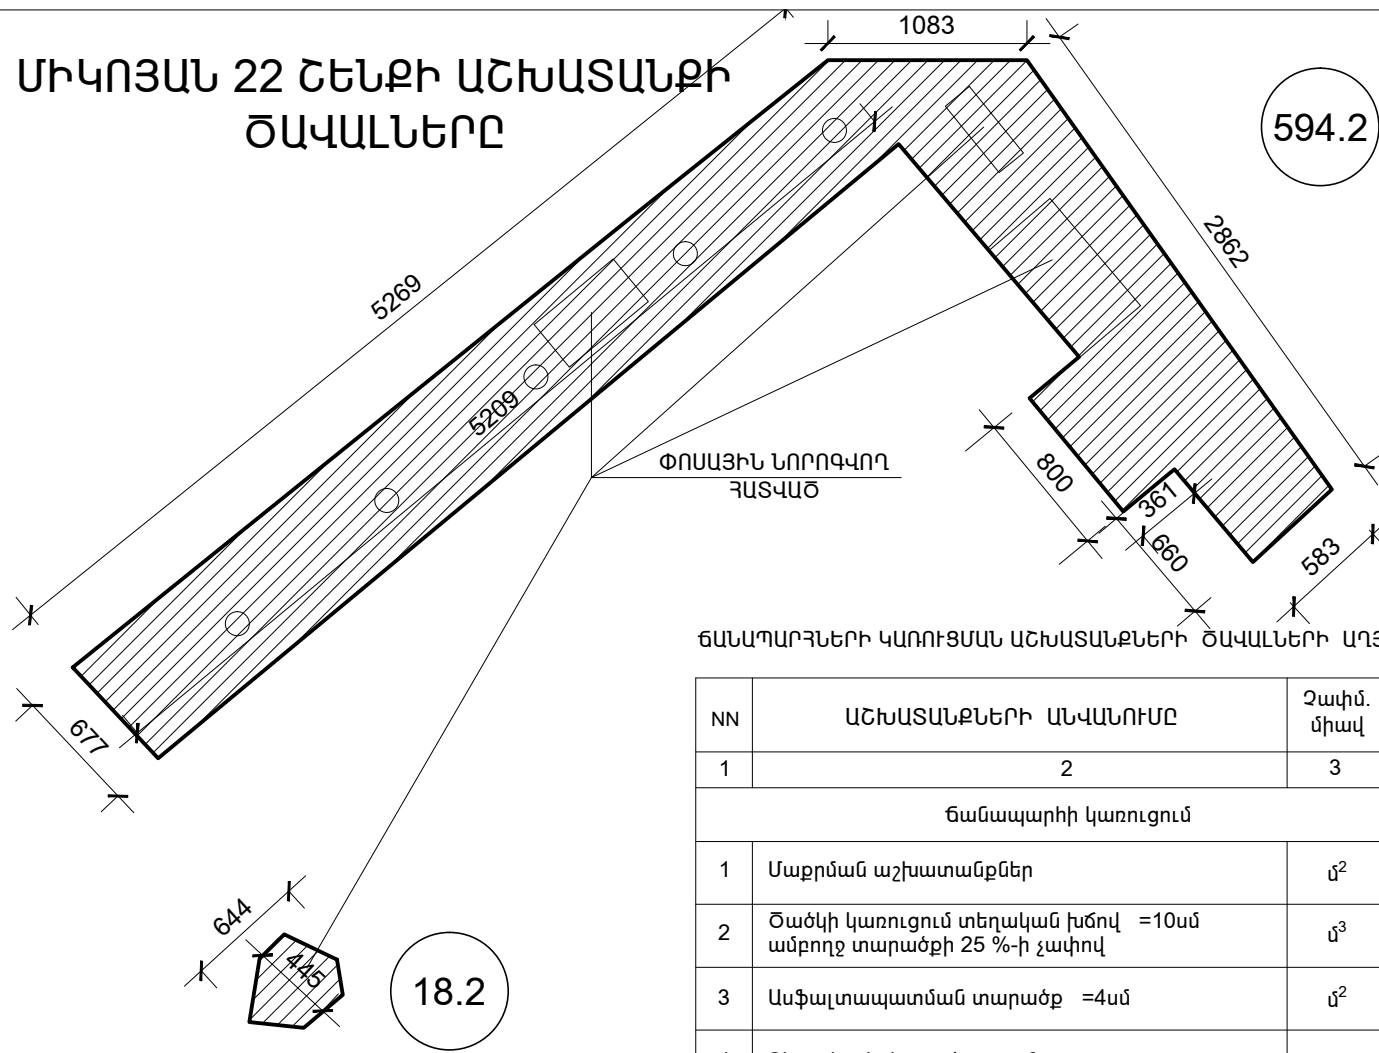 1083
ՄԻԿՈՅԱՆ 22 ՇԵՆՔԻ ԱՇԽԱՏԱՆՔԻ
ԾԱՎԱԼՆԵՐԸ
594.2
2862
5269
5209
ՓՈՍԱՅԻՆ ՆՈՐՈԳՎՈՂ
ՀԱՏՎԱԾ
800
361
660
583
677
ՃԱՆԱՊԱՐՀՆԵՐԻ ԿԱՌՈՒՑՄԱՆ ԱՇԽԱՏԱՆՔՆԵՐԻ ԾԱՎԱԼՆԵՐԻ
NN
ԱՇԽԱՏԱՆՔՆԵՐԻ ԱՆՎԱՆՈՒՄԸ
Չափմ.
միավ
1 2 3
Ճանապարհի կառուցում
1 Մաքրման աշխատանքներ մ²
2 Ծածկի կառուցում տեղական խճով =10սմ
ամբողջ տարածքի 25 %-ի չափով մ³
3 Ասֆալտապատման տարածք =4սմ մ²
644
445
18.2